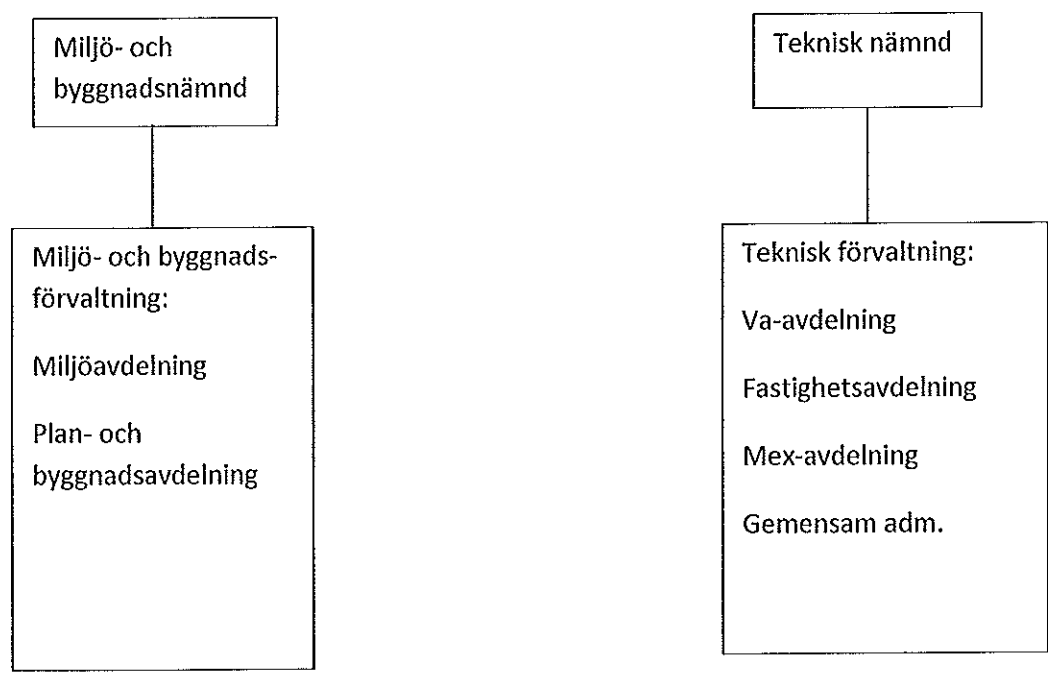 Miljö- och
byggnadsnämnd
Miljö- och byggnads-
förvaltning:
Miljöavdelning
Plan- och
byggnadsavdelning
Teknisk nämnd
Teknisk förvaltning:
Va-avdelning
Fastighetsavdelning
Mex-avdelning
Gemensam adm.